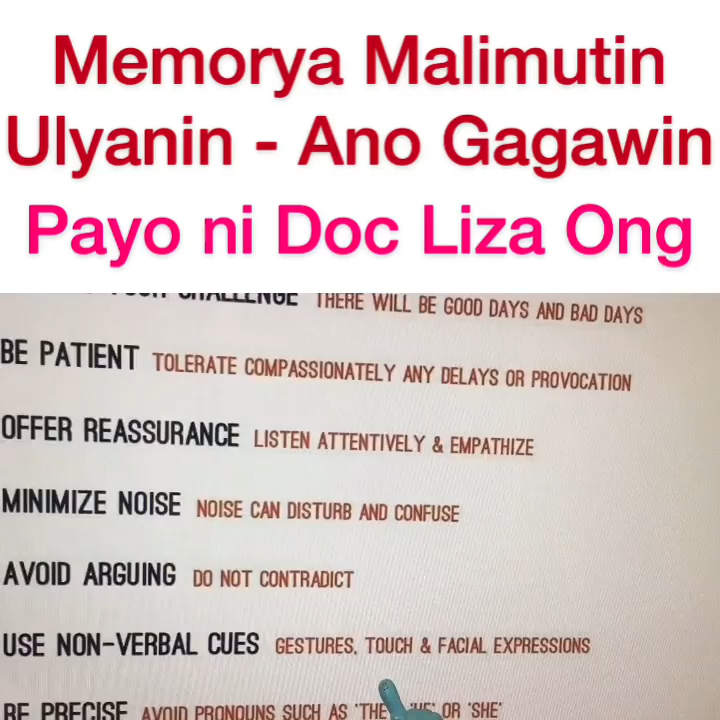 Memorya Malimutin
Ulyanin - Ano Gagawin
Payo ni Doc Liza Ong
CHALLENGE THERE WILL BE GOOD DAYS AND BAD DAYS
BE PATIENT TOLERATE COMPASSIONATELY ANY DELAYS OR PROVOCATION
OFFER REASSURANCE LISTEN ATTENTIVELY & EMPATHIZE
MINIMIZE NOISE NOISE CAN DISTURB AND CONFUSE
AVOID ARGUING DO NOT CONTRADICT
USE NON-VERBAL CUES GESTURES, TOUCH & FACIAL EXPRESSIONS
BE PRECISE AVOID PRONOUNS SUCH AS OR 'SHE'